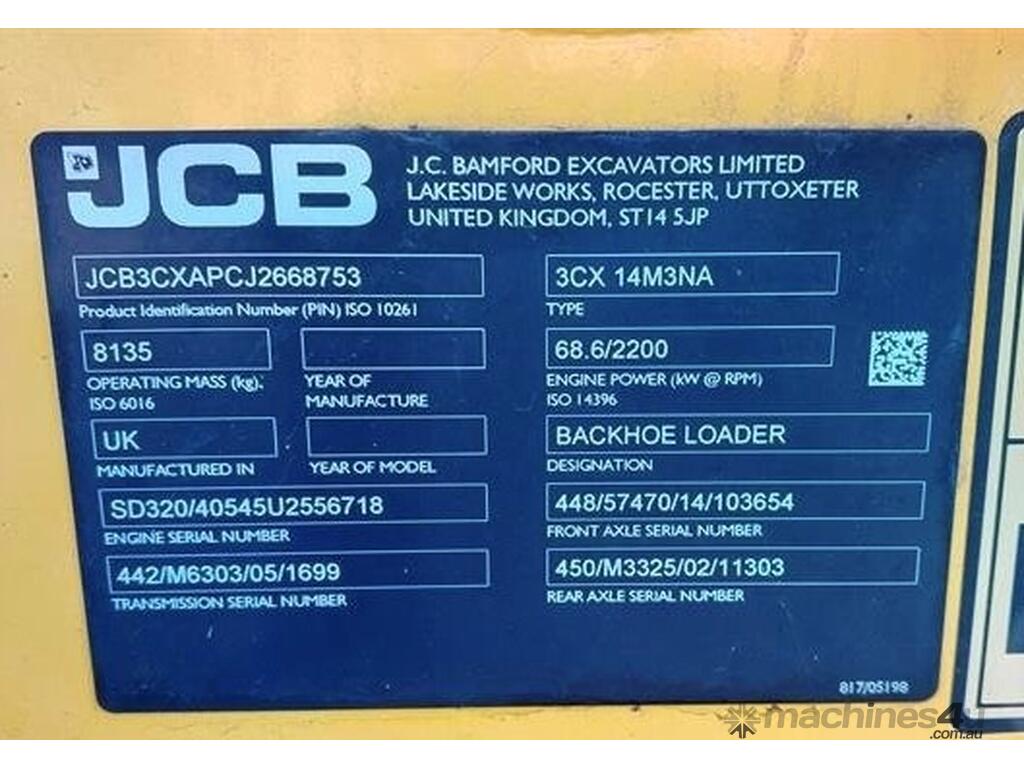 JCB
J.C. BAMFORD EXCAVATORS LIMITED
LAKESIDE WORKS, ROCESTER, UTTOXETER
UNITED KINGDOM, ST14 5JP
JCB3CXAPCJ2668753
Product Identification Number (PIN) ISO 10261
3CX 14M3NA
TYPE
8135
OPERATING MASS (kg).
ISO 6016
YEAR OF
MANUFACTURE
68.6/2200
ENGINE POWER (kW @ RPM)
ISO 14396
UK
MANUFACTURED IN
YEAR OF MODEL
BACKHOE LOADER
DESIGNATION
SD320/40545U2556718
ENGINE SERIAL NUMBER
448/57470/14/103654
FRONT AXLE SERIAL NUMBER
442/M6303/05/1699
TRANSMISSION SERIAL NUMBER
450/M3325/02/11303
REAR AXLE SERIAL NUMBER
817/05198
machines4u
.com.au